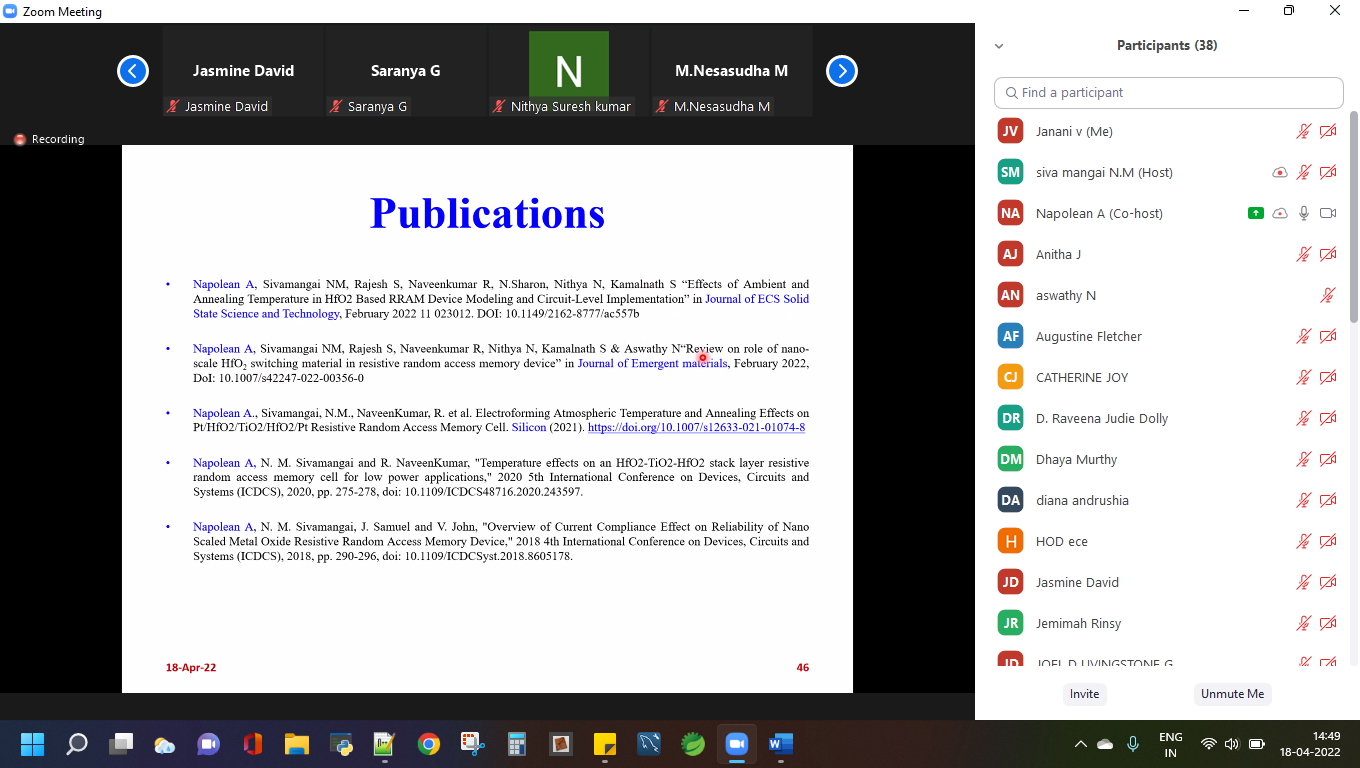 Zoom Meeting
Jasmine David
Saranya G
N
M.Nesasudha M
Jasmine David
Saranya G
Nithya Suresh kumar
M.Nesasudha M
Recording
Publications
• Napolean A, Sivamangai NM, Rajesh S, Naveenkumar R, N.Sharon, Nithya N, Kamalnath S “Effects of Ambient and
Annealing Temperature in HfO2 Based RRAM Device Modeling and Circuit-Level Implementation” in Journal of ECS Solid
State Science and Technology, February 2022 11 023012. DOI: 10.1149/2162-8777/ac557b
• Napolean A, Sivamangai NM, Rajesh S, Naveenkumar R, Nithya N, Kamalnath S & Aswathy N“Review on role of nano-
scale HfO₂ switching material in resistive random access memory device” in Journal of Emergent materials, February 2022,
DoI: 10.1007/s42247-022-00356-0
• Napolean A., Sivamangai, N.M., NaveenKumar, R. et al. Electroforming Atmospheric Temperature and Annealing Effects on
Pt/HfO2/TiO2/HfO2/Pt Resistive Random Access Memory Cell. Silicon (2021). https://doi.org/10.1007/s12633-021-01074-8
• Napolean A, N. M. Sivamangai and R. NaveenKumar, "Temperature effects on an HfO2-TiO2-HfO2 stack layer resistive
random access memory cell for low power applications," 2020 5th International Conference on Devices, Circuits and
Systems (ICDCS), 2020, pp. 275-278, doi: 10.1109/ICDCS48716.2020.243597.
• Napolean A, N. M. Sivamangai, J. Samuel and V. John, "Overview of Current Compliance Effect on Reliability of Nano
Scaled Metal Oxide Resistive Random Access Memory Device," 2018 4th International Conference on Devices, Circuits and
Systems (ICDCS), 2018, pp. 290-296, doi: 10.1109/ICDCSyst.2018.8605178.
18-Apr-22
46
Participants (38)
Find a participant
JV Janani v (Me)
SM siva mangai N.M (Host)
NA Napolean A (Co-host)
AJ Anitha J
AN aswathy N
AF Augustine Fletcher
CJ CATHERINE JOY
DR D. Raveena Judie Dolly
DM Dhaya Murthy
DA diana andrushia
H HOD ece
JD Jasmine David
JR Jemimah Rinsy
JD JOEL D LIVINGSTONE G
Invite
Unmute Me
ENG
IN
14:49
18-04-2022